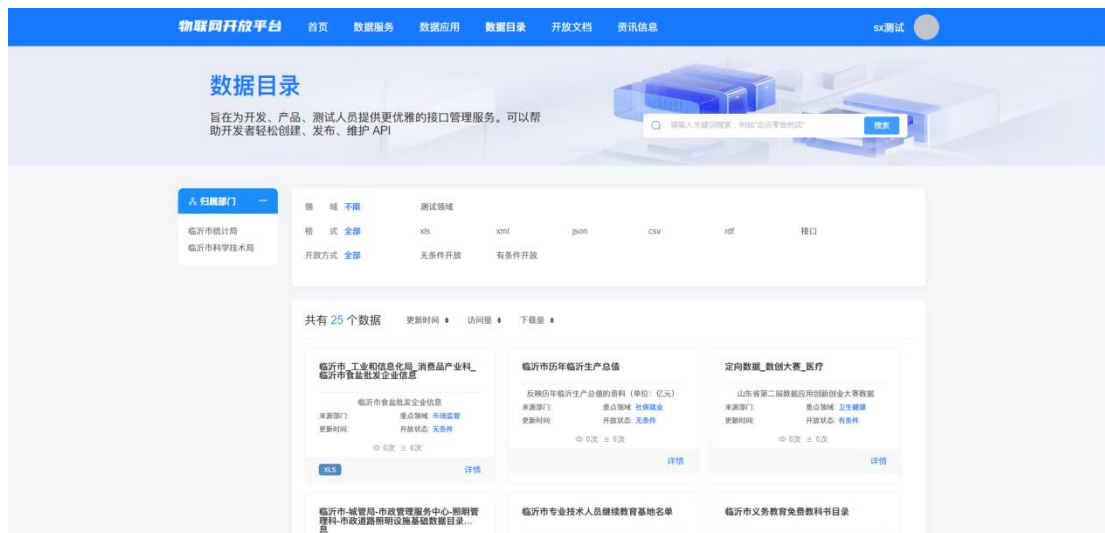 物联网开放平台 首页 数据服务 数据应用 数据目录 开放文档 资讯信息 sx测试
数据目录
旨在为开发、产品、测试人员提供更优雅的接口管理服务。可以帮
助开发者轻松创建、发布、维护 API
请输入关键词搜索，例如"定点零售药店" 搜索
归属部门
临沂市统计局
临沂市科学技术局
领 域 不限 测试领域
格 式 全部 xls xml json csv rdf 接口
开放方式 全部 无条件开放 有条件开放
共有 25 个数据 更新时间 访问量 下载量
临沂市_工业和信息化局_消费品产业科_
临沂市食盐批发企业信息
临沂市食盐批发企业信息
来源部门: 重点领域: 市场监督
更新时间: 开放状态: 无条件
0次 0次
XLS 详情
临沂市历年临沂生产总值
反映历年临沂生产总值的资料（单位：亿元）
来源部门: 重点领域: 社保就业
更新时间: 开放状态: 无条件
0次 0次
详情
定向数据_数创大赛_医疗
山东省第二届数据应用创新创业大赛数据
来源部门: 重点领域: 卫生健康
更新时间: 开放状态: 有条件
0次 0次
详情
临沂市-城管局-市政管理服务中心-照明管
理科-市政道路照明设施基础数据目录...
息
临沂市专业技术人员继续教育基地名单
临沂市义务教育免费教科书目录